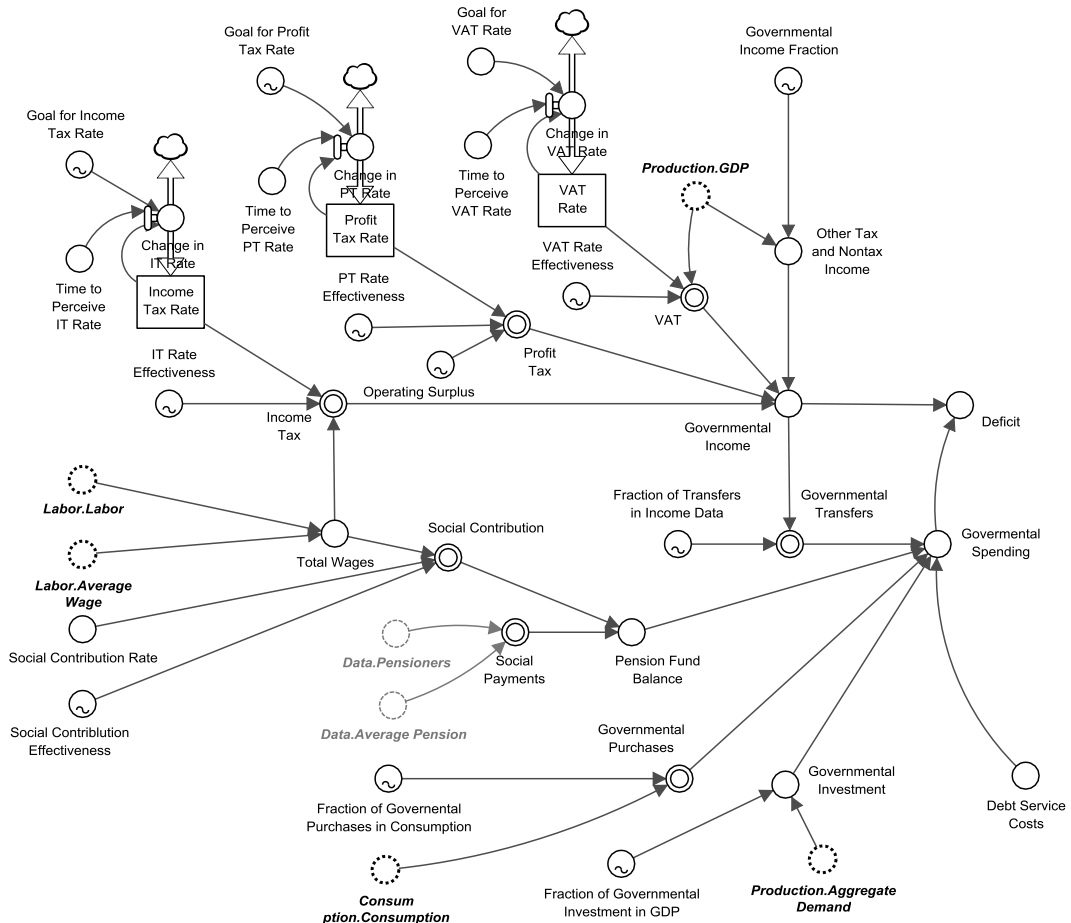 Goal for
VAT Rate
Governmental
Income Fraction
Goal for Profit
Tax Rate
Goal for Income
Tax Rate
Change in
VAT Rate
Production.GDP
Time to
Perceive
VAT Rate
Change in
PT Rate
VAT
Rate
Time to
Perceive
PT Rate
Profit
Tax Rate
Other Tax
and Nontax
Income
Change in
IT Rate
VAT Rate
Effectiveness
Time to
Perceive
IT Rate
Income
Tax Rate
PT Rate
Effectiveness
VAT
IT Rate
Effectiveness
Profit
Tax
Operating Surplus
Income
Tax
Governmental
Income
Deficit
Labor.Labor
Fraction of Transfers
in Income Data
Governmental
Transfers
Social Contribution
Total Wages
Governmental
Spending
Labor.Average
Wage
Social Contribution Rate
Data.Pensioners
Social
Payments
Pension Fund
Balance
Social Contriblution
Effectiveness
Data.Average Pension
Governmental
Purchases
Governmental
Investment
Fraction of Governental
Purchases in Consumption
Debt Service
Costs
Consum
ption.Consumption
Fraction of Governmental
Investment in GDP
Production.Aggregate
Demand